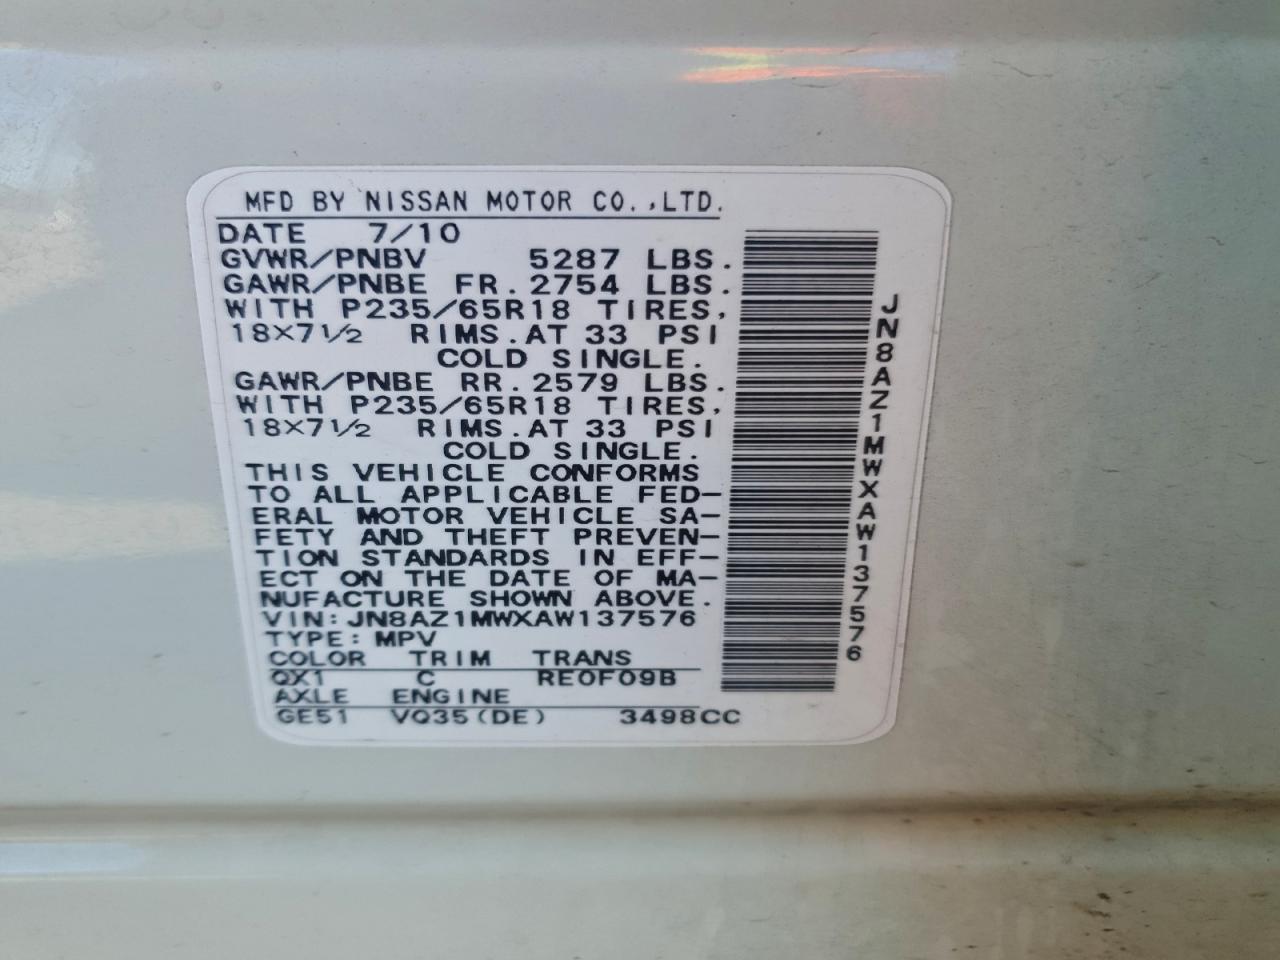 MFD BY NISSAN MOTOR CO.,LTD.
DATE 7/10
GVWR/PNBV 5287 LBS.
GAWR/PNBE FR. 2754 LBS.
WITH P235/65R18 TIRES,
18X7½ RIMS.AT 33 PSI
COLD SINGLE.
GAWR/PNBE RR. 2579 LBS.
WITH P235/65R18 TIRES,
18X7½ RIMS.AT 33 PSI
COLD SINGLE.
THIS VEHICLE CONFORMS
TO ALL APPLICABLE FED-
ERAL MOTOR VEHICLE SA-
FETY AND THEFT PREVEN-
TION STANDARDS IN EFF-
ECT ON THE DATE OF MA-
NUFACTURE SHOWN ABOVE.
VIN: JN8AZ1MWXAW137576
TYPE: MPV
COLOR TRIM TRANS
QX1 C RE0F09B
AXLE ENGINE
GE51 VQ35(DE) 3498CC
JN8AZ1MWXAW137576